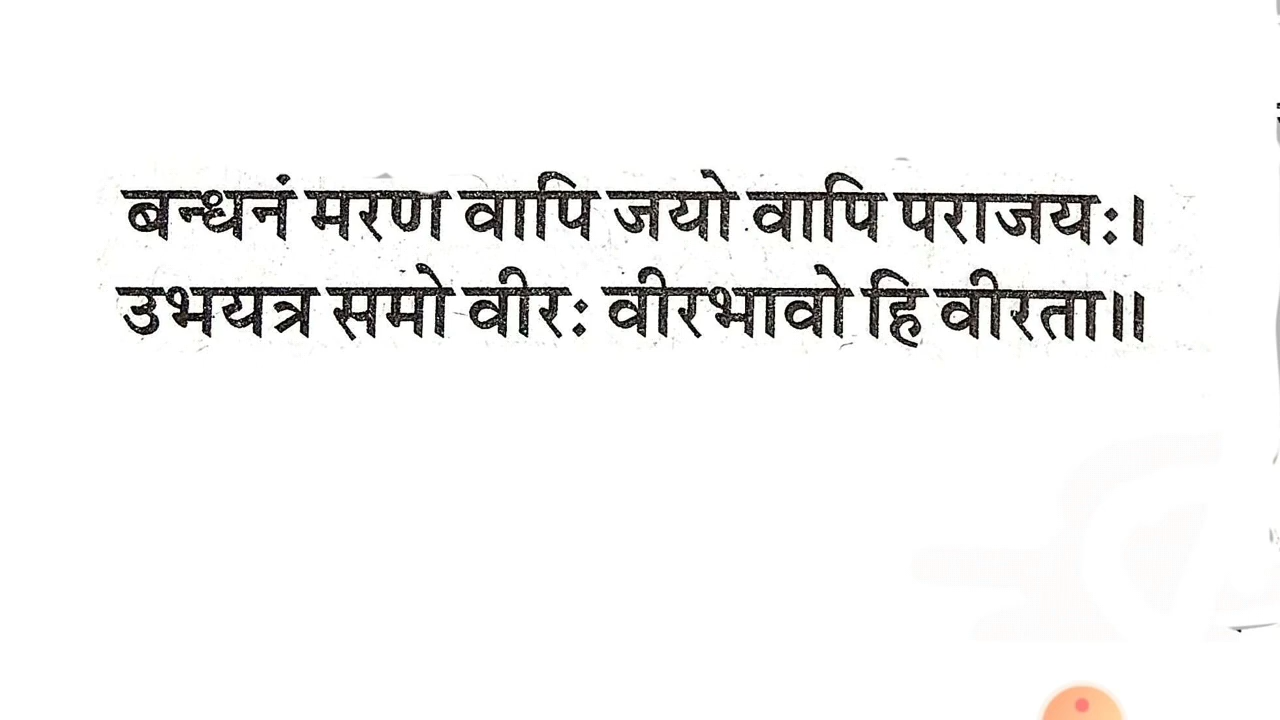 बन्धनं मरण वापि जयो वापि पराजयः।
उभयत्र समो वीरः वीरभावो हि वीरता॥